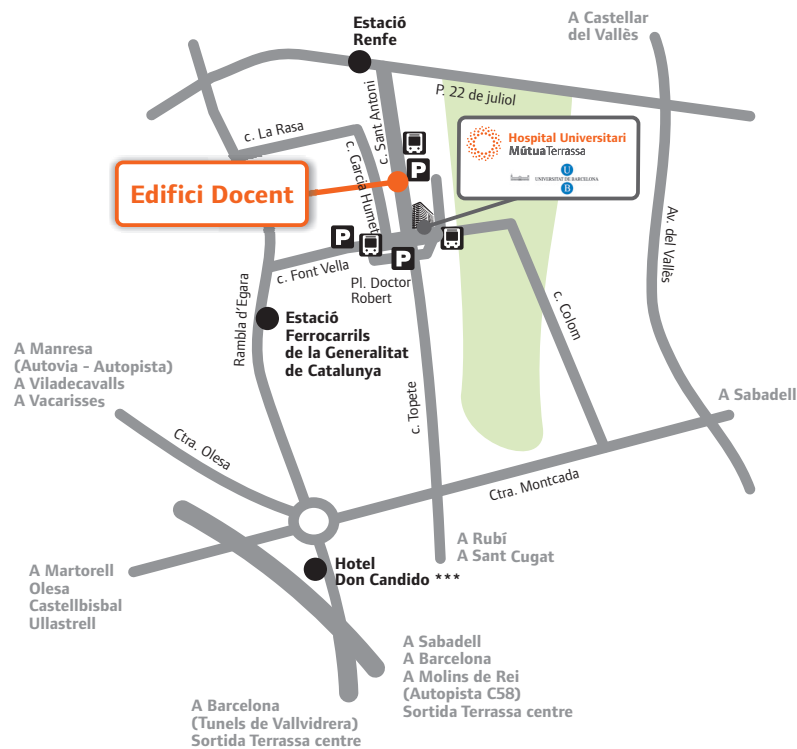 A Castellar
del Vallès
Estació
Renfe
P. 22 de juliol
c. Sant Antoni
c. La Rasa
c. Garcia Humet
Hospital Universitari
MútuaTerrassa
UNIVERSITAT DE BARCELONA
U
B
P
Edifici Docent
P
P
c. Font Vella
Pl. Doctor
Robert
Av. del Vallès
c. Colom
Rambla d'Egara
Estació
Ferrocarrils
de la Generalitat
de Catalunya
A Manresa
(Autovia - Autopista)
A Viladecavalls
A Vacarisses
c. Topete
A Sabadell
Ctra. Olesa
Ctra. Montcada
A Rubí
A Sant Cugat
Hotel
Don Candido ***
A Martorell
Olesa
Castellbisbal
Ullastrell
A Sabadell
A Barcelona
A Molins de Rei
(Autopista C58)
Sortida Terrassa centre
A Barcelona
(Tunels de Vallvidrera)
Sortida Terrassa centre